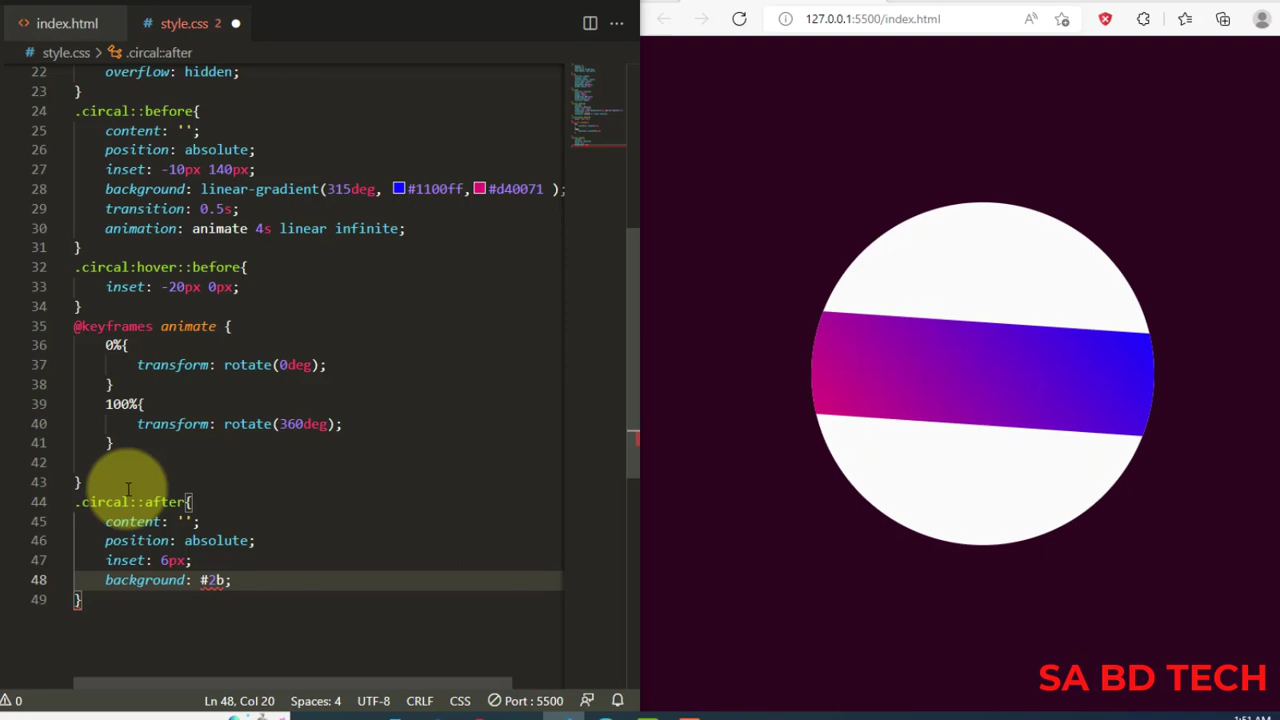 index.html
style.css 2
127.0.0.1:5500/index.html
style.css > .circal::after
22 overflow: hidden;
23 }
24 .circal::before{
25 content: '';
26 position: absolute;
27 inset: -10px 140px;
28 background: linear-gradient(315deg, #1100ff,#d40071 );
29 transition: 0.5s;
30 animation: animate 4s linear infinite;
31 }
32 .circal:hover::before{
33 inset: -20px 0px;
34 }
35 @keyframes animate {
36 0%{
37 transform: rotate(0deg);
38 }
39 100%{
40 transform: rotate(360deg);
41 }
42
43 }
44 .circal::after{
45 content: '';
46 position: absolute;
47 inset: 6px;
48 background: #2b;
49 }
SA BD TECH
0 Ln 48, Col 20 Spaces: 4 UTF-8 CRLF CSS Port : 5500